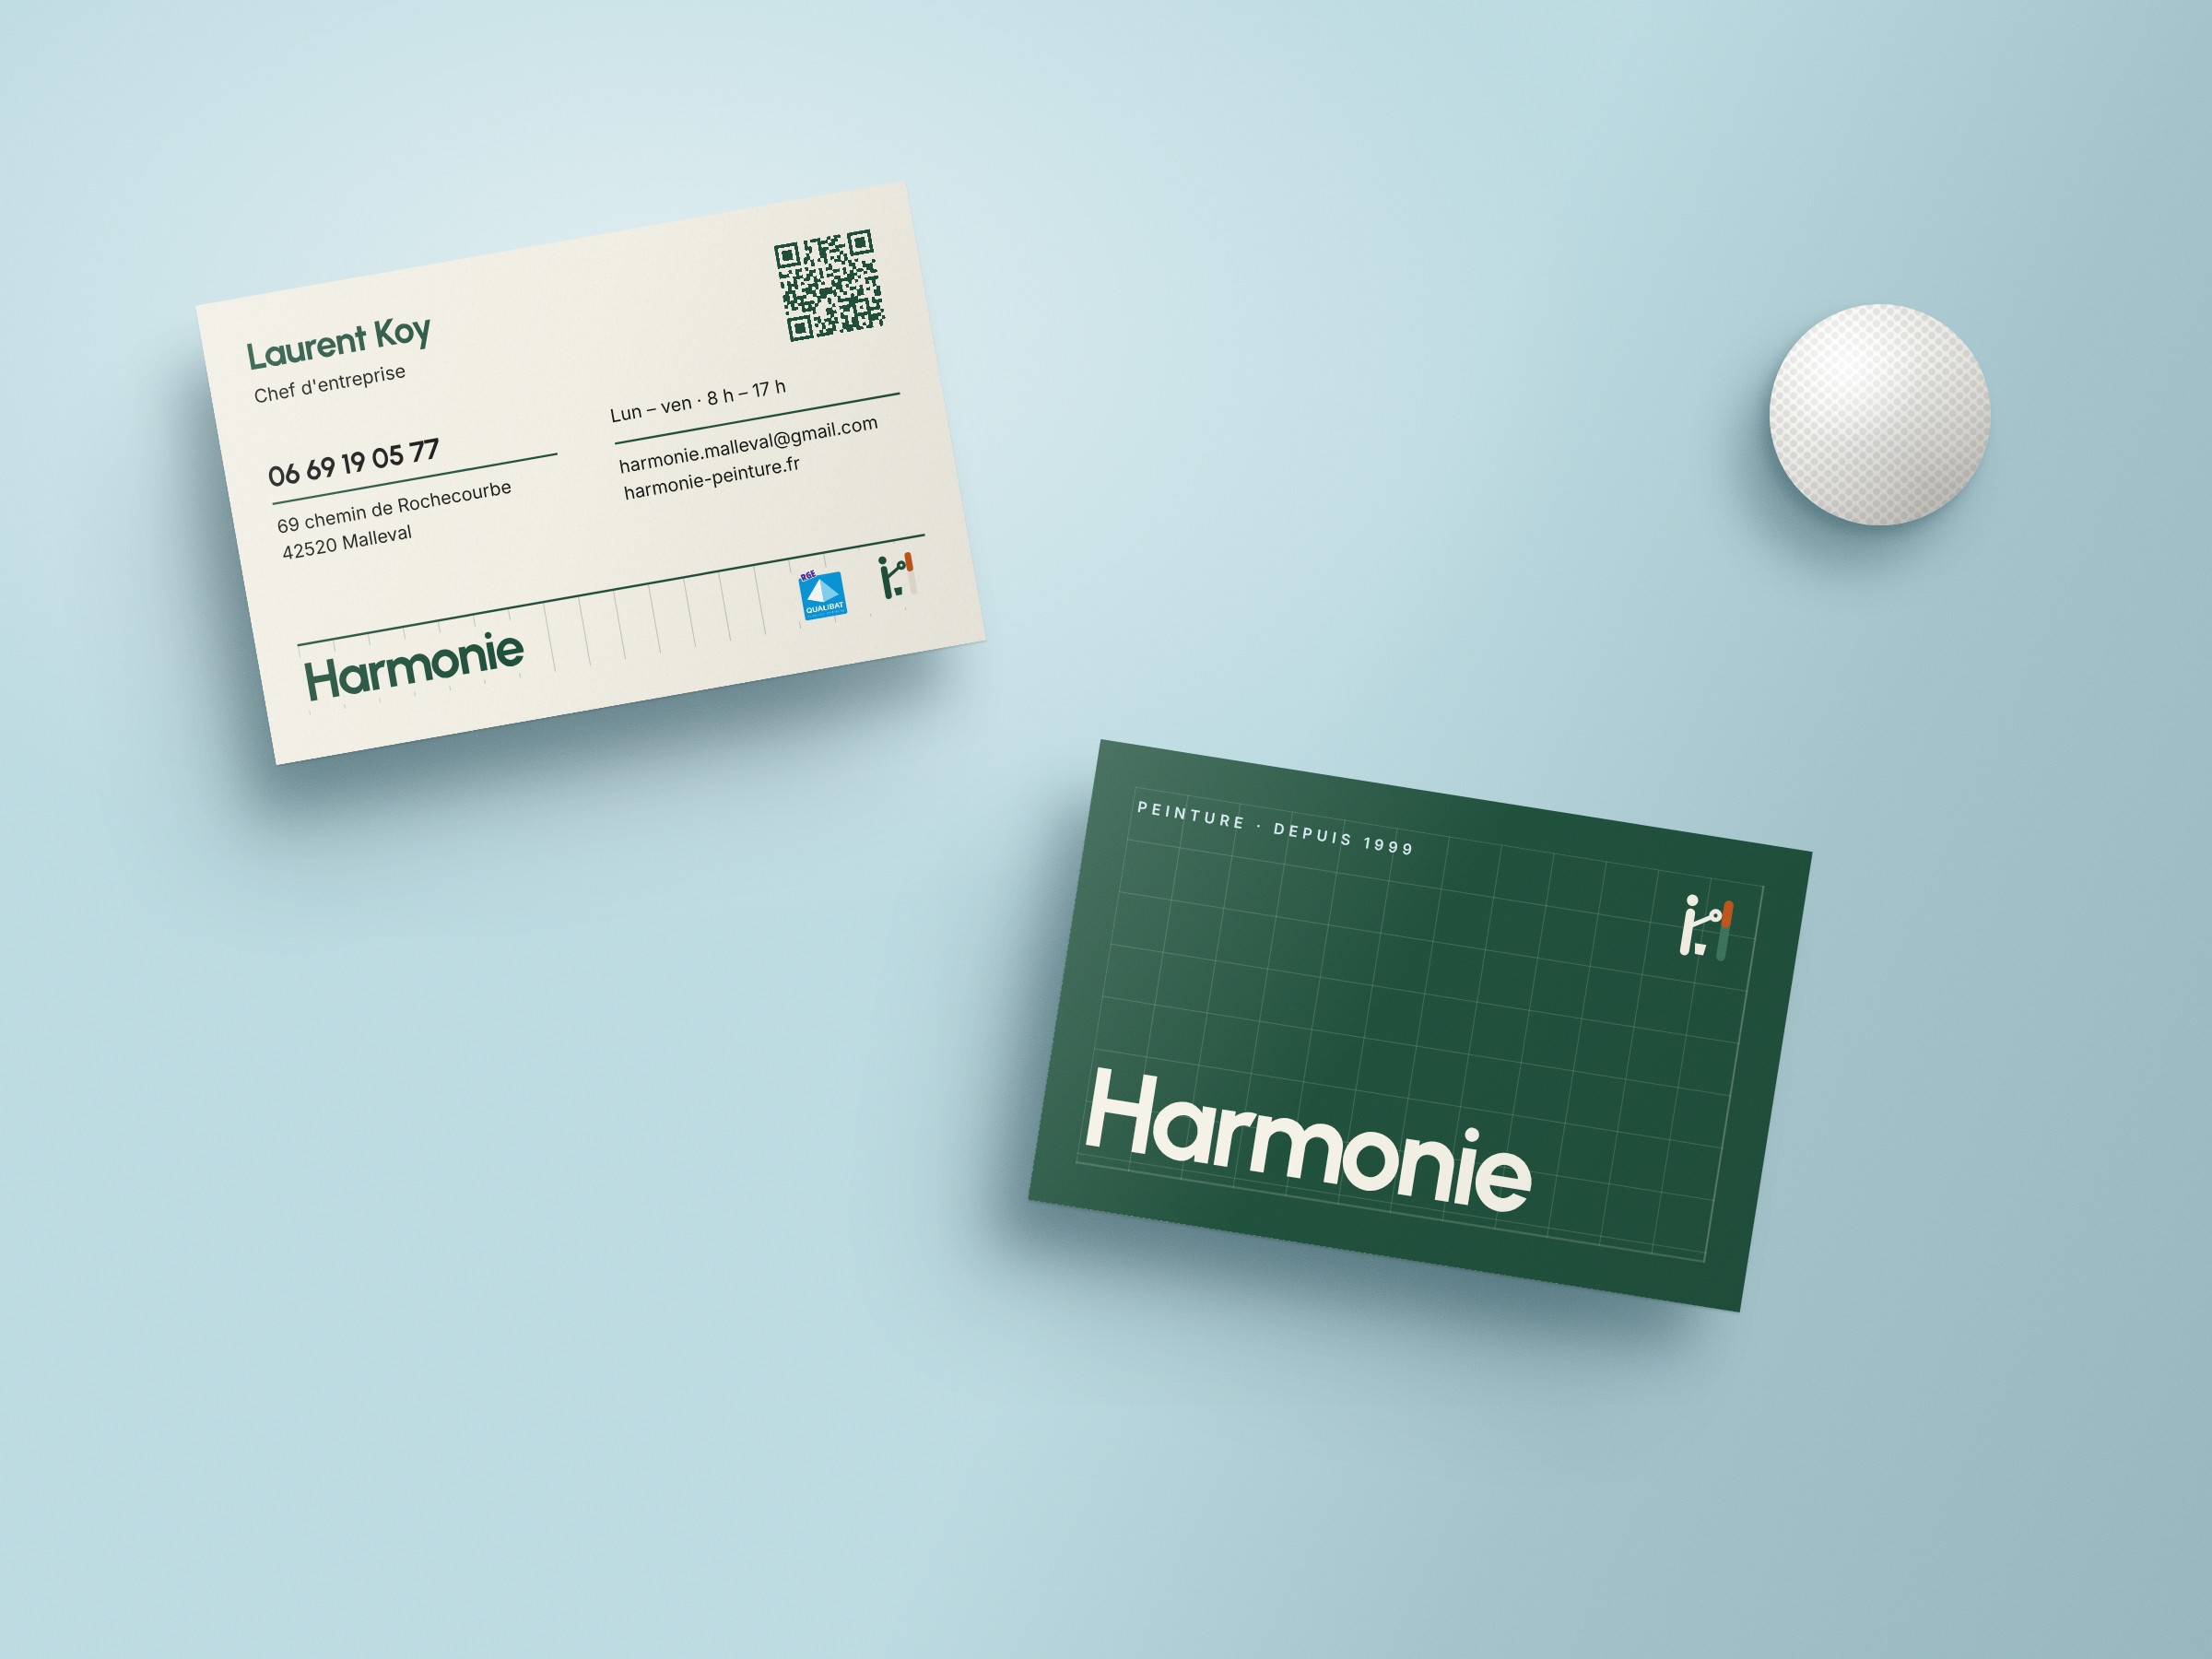 Laurent Koy
Chef d'entreprise
06 69 19 05 77
69 chemin de Rochecourbe
42520 Malleval
Lun – ven · 8 h – 17 h
harmonie.malleval@gmail.com
harmonie-peinture.fr
Harmonie
RGE
QUALIBAT
PEINTURE · DEPUIS 1999
Harmonie